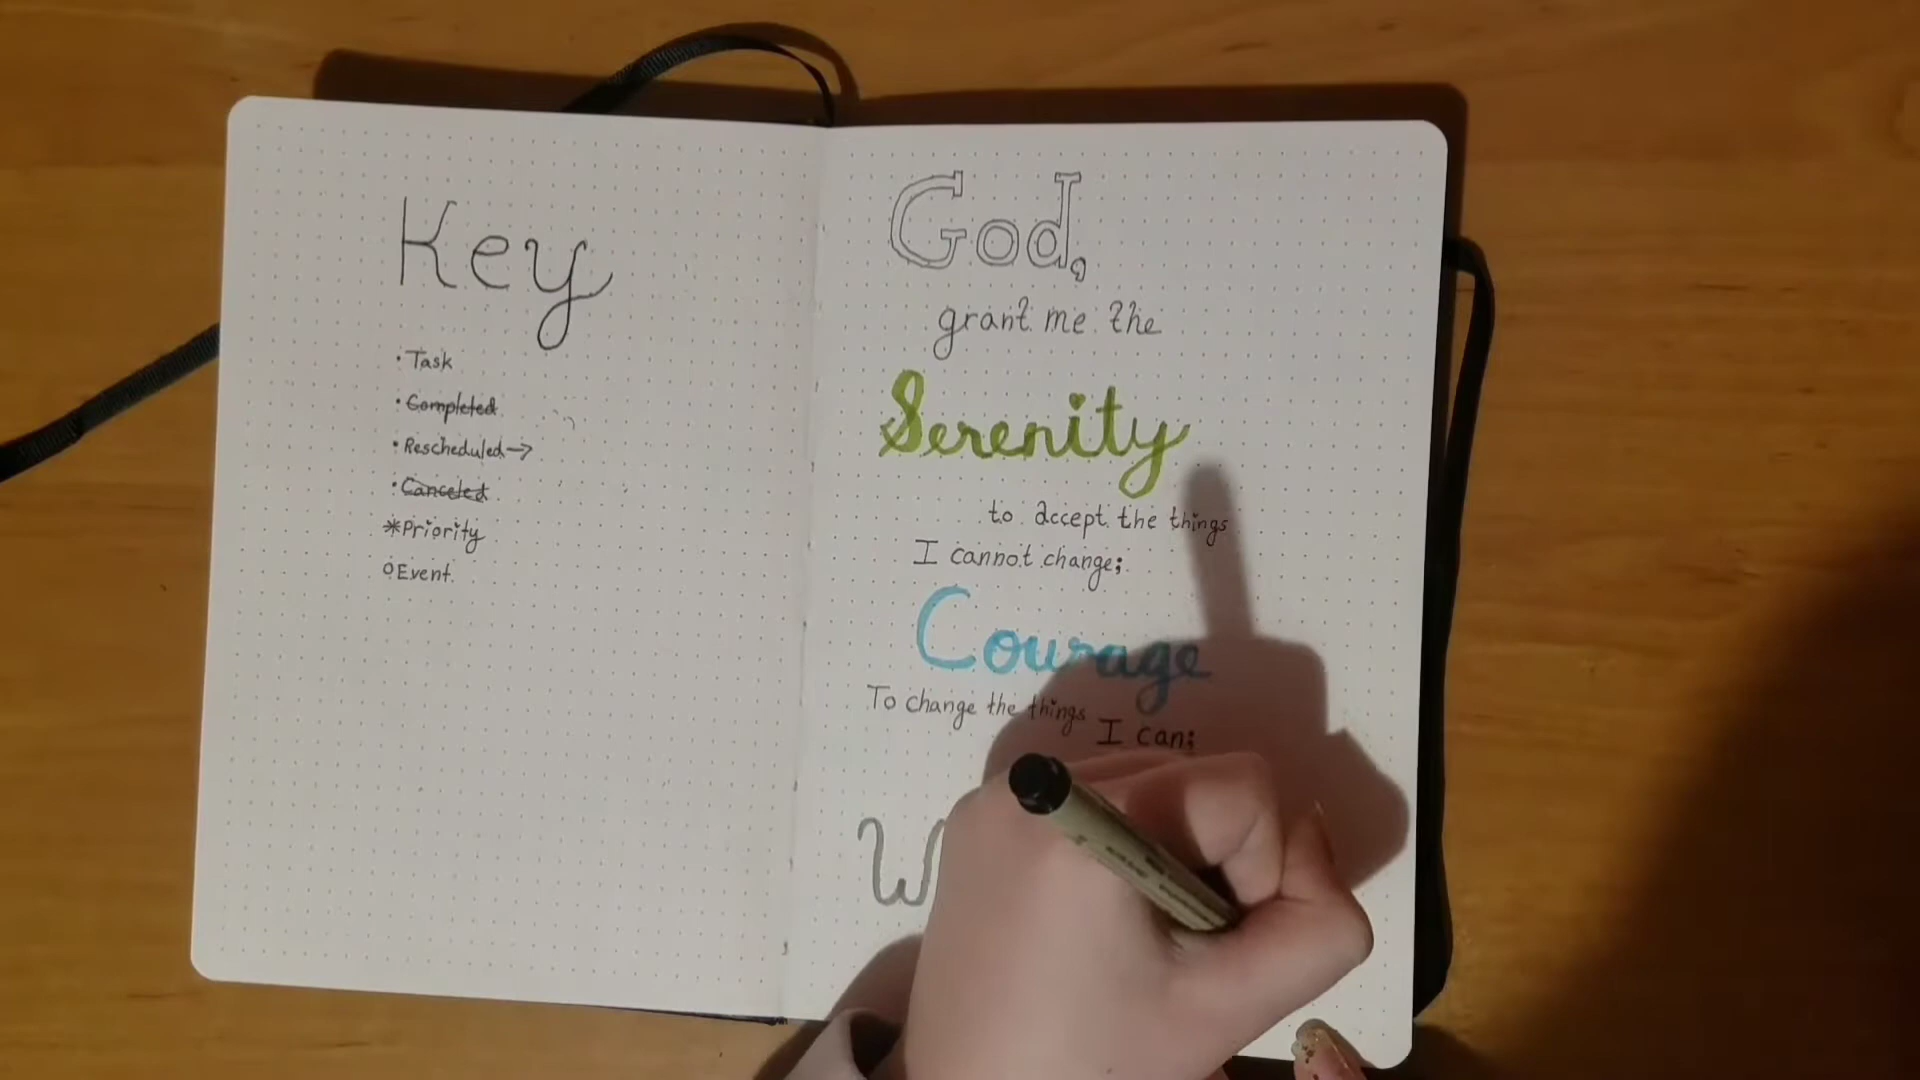 Key
· Task
· Completed
· Rescheduled →
· Canceled
* Priority
o Event
God,
grant me the
Serenity
to accept the things
I cannot change;
Courage
To change the things
I can;
W